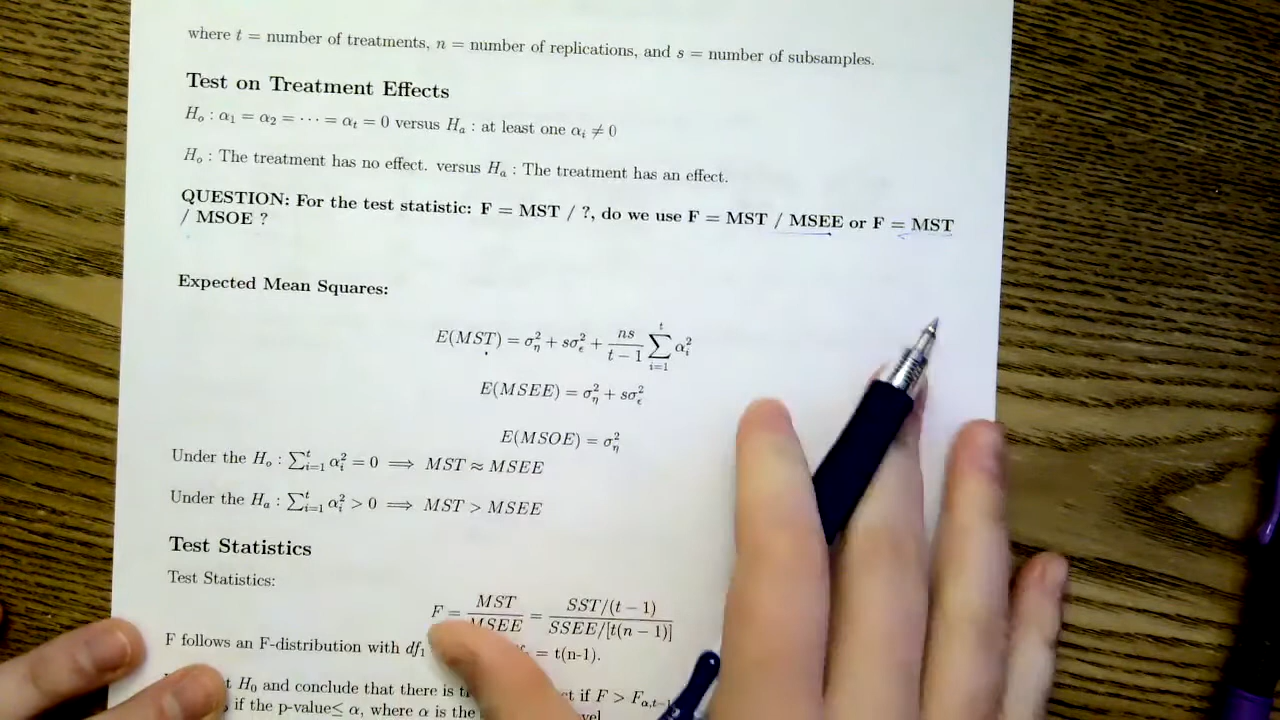 where t = number of treatments, n = number of replications, and s = number of subsamples.
Test on Treatment Effects
H_o : α_1 = α_2 = ⋯ = α_t = 0 versus H_a : at least one α_i ≠ 0
H_o : The treatment has no effect. versus H_a : The treatment has an effect.
QUESTION: For the test statistic: F = MST / ?, do we use F = MST / MSEE or F = MST
/ MSOE ?
Expected Mean Squares:
E(MST) = σ_η^2 + sσ_ϵ^2 + \frac{ns}{t − 1} ∑_{i=1}^{t} α_i^2
E(MSEE) = σ_η^2 + sσ_ϵ^2
E(MSOE) = σ_η^2
Under the H_o : ∑_{i=1}^{t} α_i^2 = 0 ⟹ MST ≈ MSEE
Under the H_a : ∑_{i=1}^{t} α_i^2 > 0 ⟹ MST > MSEE
Test Statistics
Test Statistics:
F = \frac{MST}{MSEE} = \frac{SST/(t − 1)}{SSEE/[t(n − 1)]}
F follows an F-distribution with df_1 = t(n-1).
H_0 and conclude that there is if F > F_{α,t−1
if the p-value≤ α, where α is the